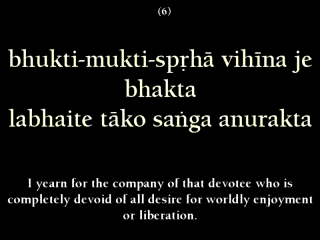 (6)
bhukti-mukti-spṛhā vihīna je
bhakta
labhaite tāko saṅga anurakta
I yearn for the company of that devotee who is
completely devoid of all desire for worldly enjoyment
or liberation.